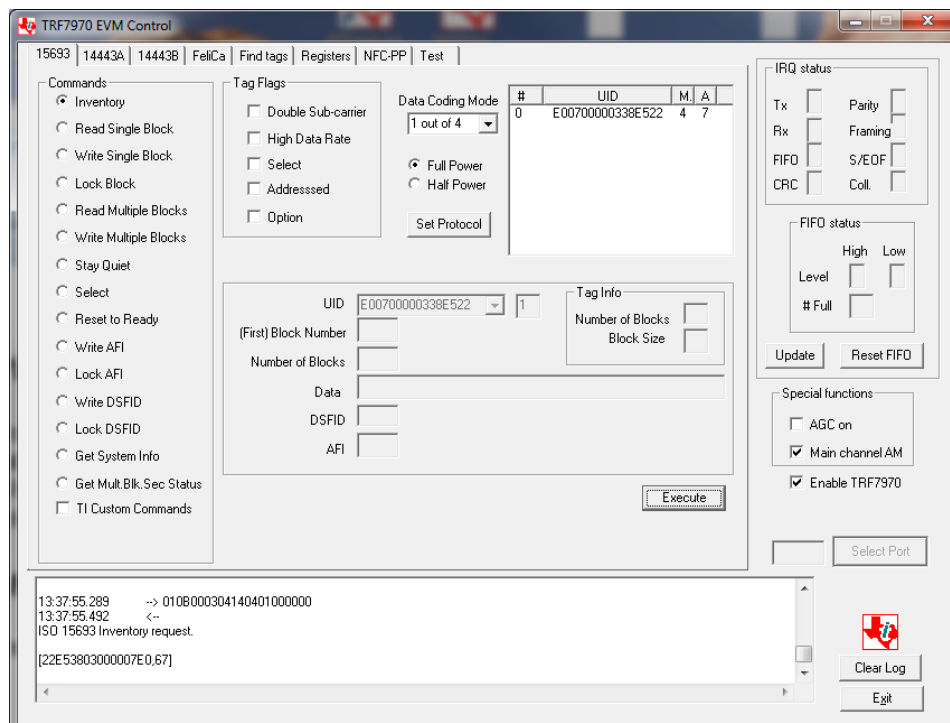 TRF7970 EVM Control
15693 14443A 14443B FeliCa Find tags Registers NFC-PP Test
Commands
Inventory
Read Single Block
Write Single Block
Lock Block
Read Multiple Blocks
Write Multiple Blocks
Stay Quiet
Select
Reset to Ready
Write AFI
Lock AFI
Write DSFID
Lock DSFID
Get System Info
Get Mult.Blk.Sec Status
TI Custom Commands
Tag Flags
Double Sub-carrier
High Data Rate
Select
Addresssed
Option
Data Coding Mode
1 out of 4
Full Power
Half Power
Set Protocol
# UID M. A
0 E00700000338E522 4 7
UID E00700000338E522 1
(First) Block Number
Number of Blocks
Data
DSFID
AFI
Tag Info
Number of Blocks
Block Size
Execute
IRQ status
Tx Parity
Rx Framing
FIFO S/EOF
CRC Coll.
FIFO status
High Low
Level
# Full
Update Reset FIFO
Special functions
AGC on
Main channel AM
Enable TRF7970
Select Port
13:37:55.289 --> 010B000304140401000000
13:37:55.492 <--
ISO 15693 Inventory request.
[22E53803000007E0,67]
Clear Log
Exit